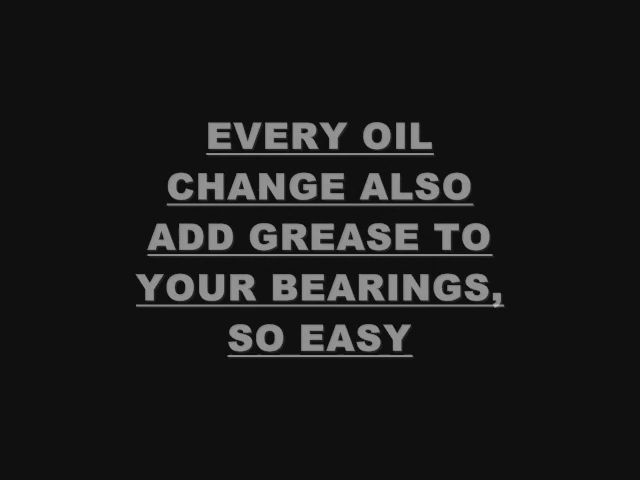 EVERY OIL
CHANGE ALSO
ADD GREASE TO
YOUR BEARINGS,
SO EASY